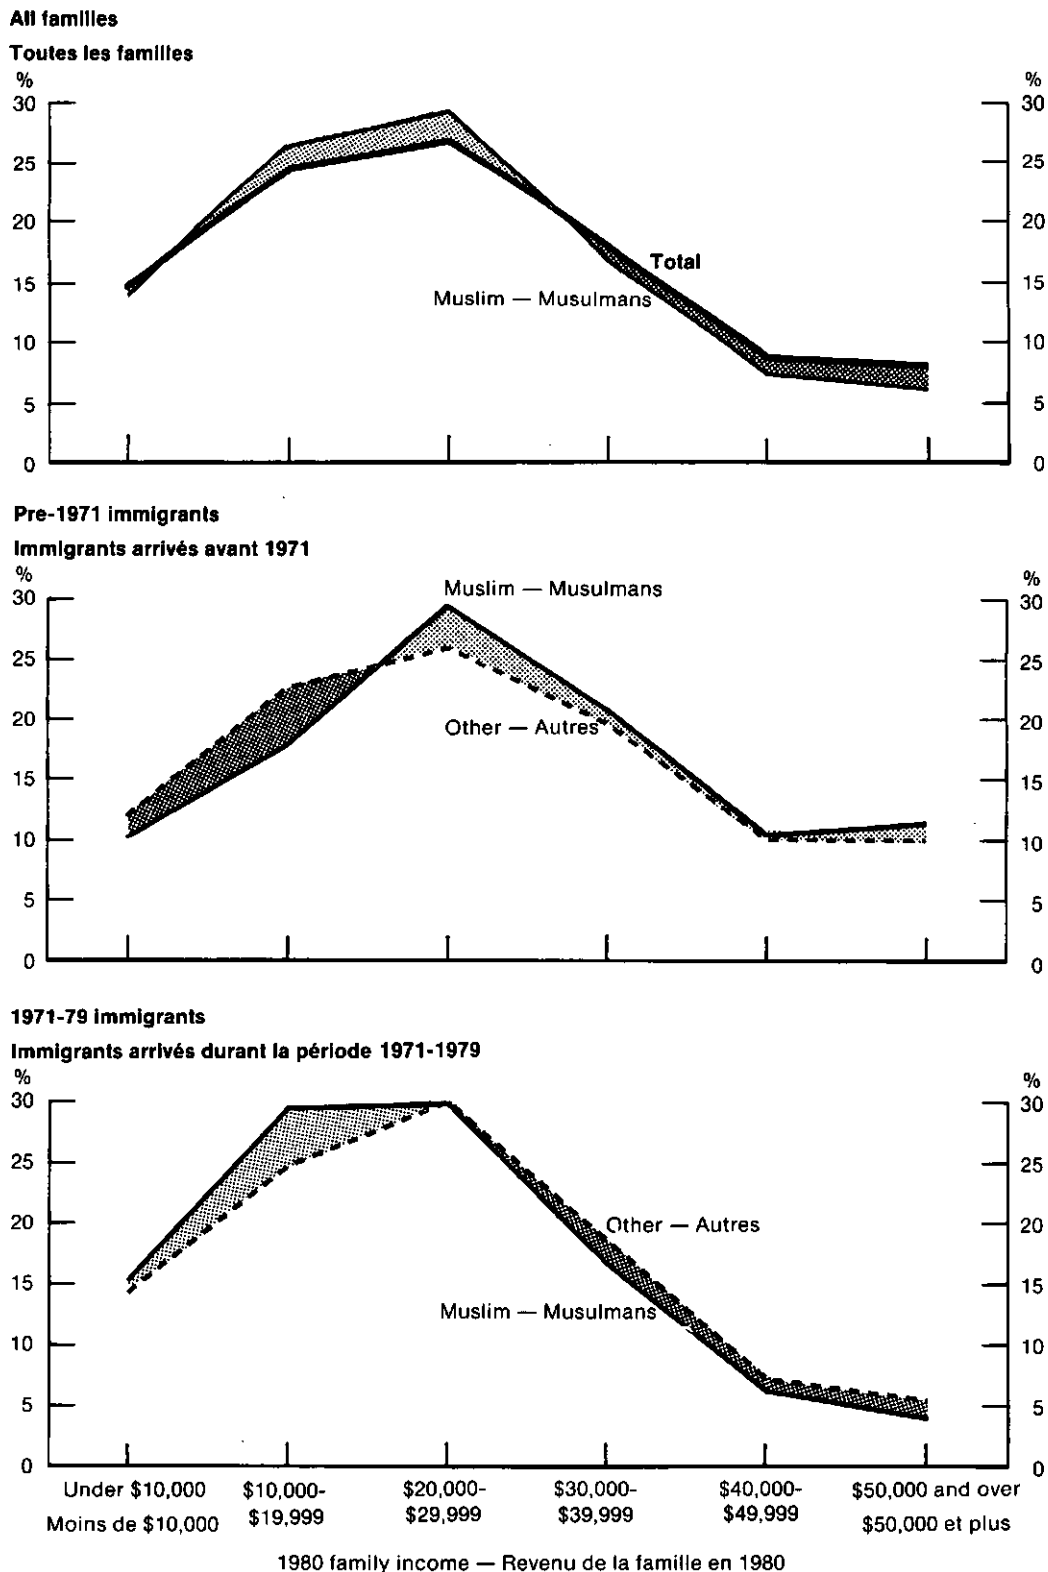 All families
Toutes les familles
% %
30 30
25 25
20 20
Total
15 15
Muslim — Musulmans
10 10
5 5
0 0
Pre-1971 immigrants
Immigrants arrivés avant 1971
% %
Muslim — Musulmans
30 30
25 25
20 20
Other — Autres
15 15
10 10
5 5
0 0
1971-79 immigrants
Immigrants arrivés durant la période 1971-1979
% %
30 30
25 25
20 20
Other — Autres
15 15
Muslim — Musulmans
10 10
5 5
0 0
Under $10,000 $10,000- $20,000- $30,000- $40,000- $50,000 and over
Moins de $10,000 $19,999 $29,999 $39,999 $49,999 $50,000 et plus
1980 family income — Revenu de la famille en 1980